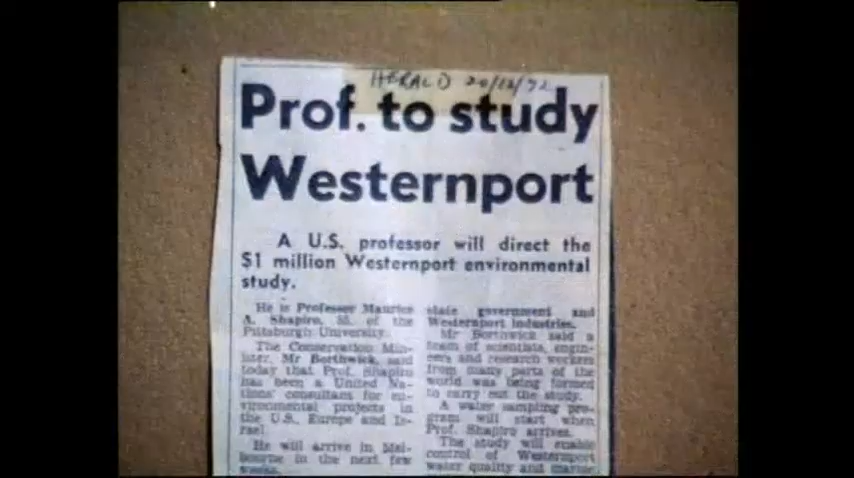 HERALD 20/12/72
Prof. to study
Westernport
A U.S. professor will direct the
$1 million Westernport environmental
study.
He is Professor Maurice
A. Shapiro, of the
Pittsburgh University.
The Conservation Min-
ister, Mr Borthwick, said
today that Prof. Shapiro
has been a United Na-
tions' consultant for en-
vironmental projects in
the U.S., Europe and Is-
rael.
He will arrive in Mel-
bourne in the next few
weeks.
state government and
Westernport Industries.
Mr Borthwick said a
team of scientists, engin-
eers and research workers
from many parts of the
world was being formed
to carry out the study.
A water sampling pro-
gram will start when
Prof. Shapiro arrives.
The study will enable
control of Westernport
water quality and marine